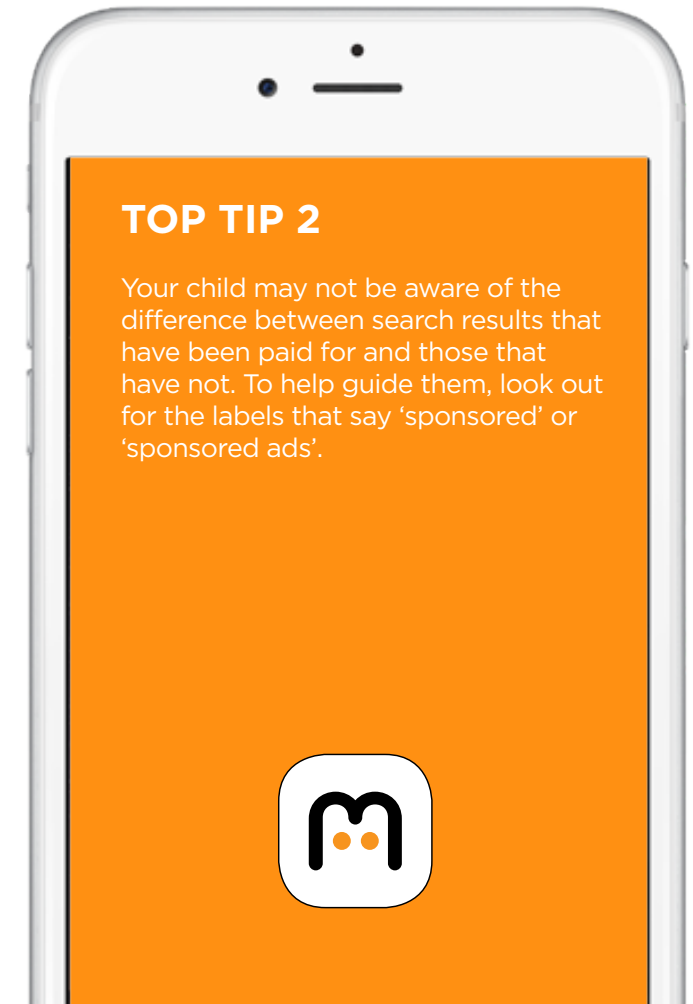 TOP TIP 2
Your child may not be aware of the
difference between search results that
have been paid for and those that
have not. To help guide them, look out
for the labels that say ‘sponsored’ or
‘sponsored ads’.